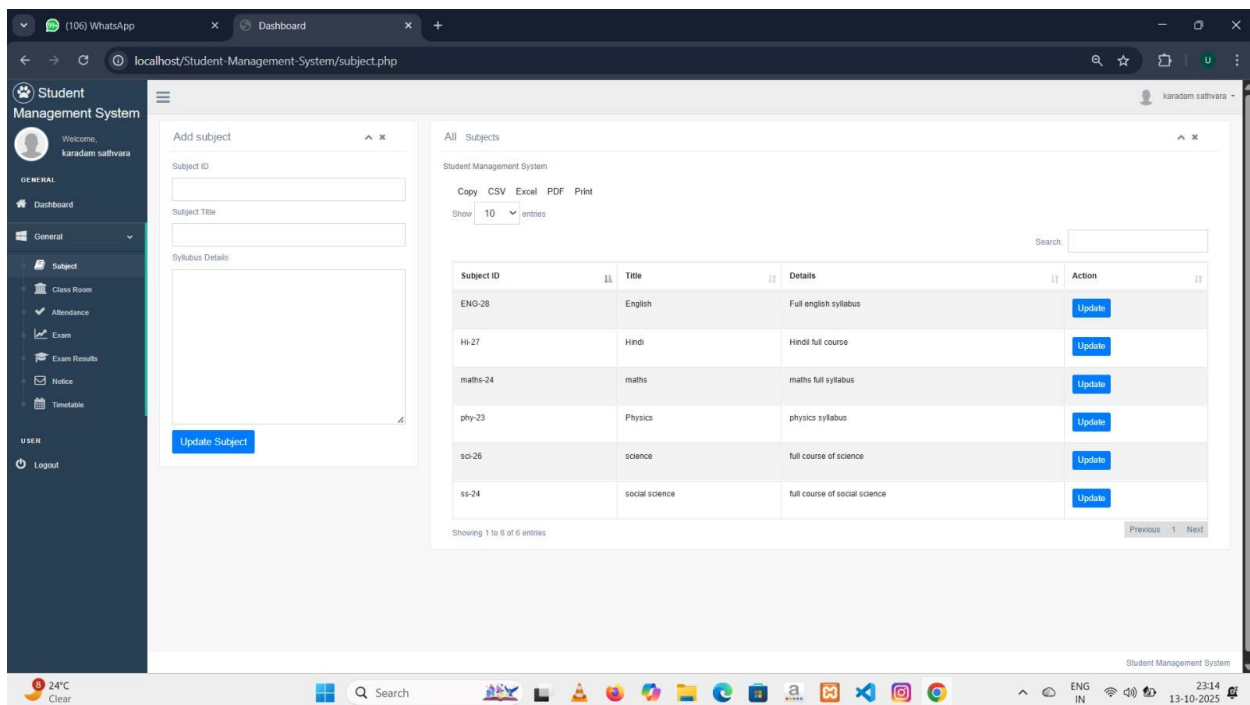 (106) WhatsApp
Dashboard
localhost/Student-Management-System/subject.php
U
Student
Management System
Welcome,
karadam sathvara
GENERAL
Dashboard
General
Subject
Class Room
Attendance
Exam
Exam Results
Notice
Timetable
USER
Logout
karadam sathvara
Add subject
Subject ID
Subject Title
Syllubus Details
Update Subject
All Subjects
Student Management System
Copy CSV Excel PDF Print
Show 10 entries
Search:
Subject ID Title Details Action
ENG-28 English Full english syllabus Update
Hi-27 Hindi Hindil full course Update
maths-24 maths maths full syllabus Update
phy-23 Physics physics syllabus Update
sci-26 science full course of science Update
ss-24 social science full course of social science Update
Showing 1 to 6 of 6 entries
Previous 1 Next
Student Management System
8
24°C
Clear
Search
a
ENG
IN
23:14
13-10-2025